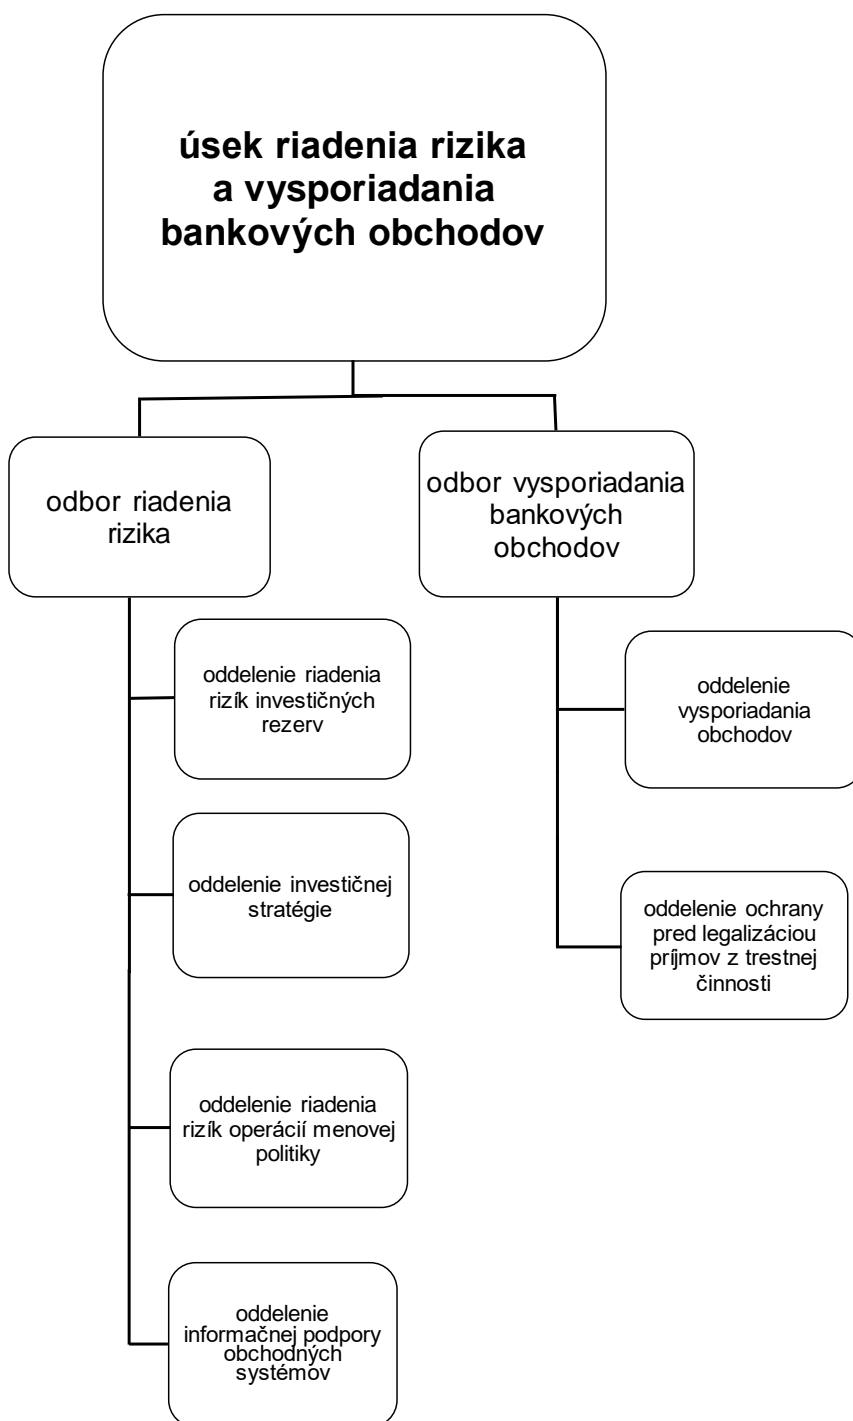 úsek riadenia rizika
a vysporiadania
bankových obchodov
odbor riadenia
rizika
odbor vysporiadania
bankových
obchodov
oddelenie riadenia
rizík investičných
rezerv
oddelenie investičnej
stratégie
oddelenie riadenia
rizík operácií menovej
politiky
oddelenie
informačnej podpory
obchodných
systémov
oddelenie
vysporiadania
obchodov
oddelenie ochrany
pred legalizáciou
príjmov z trestnej
činnosti